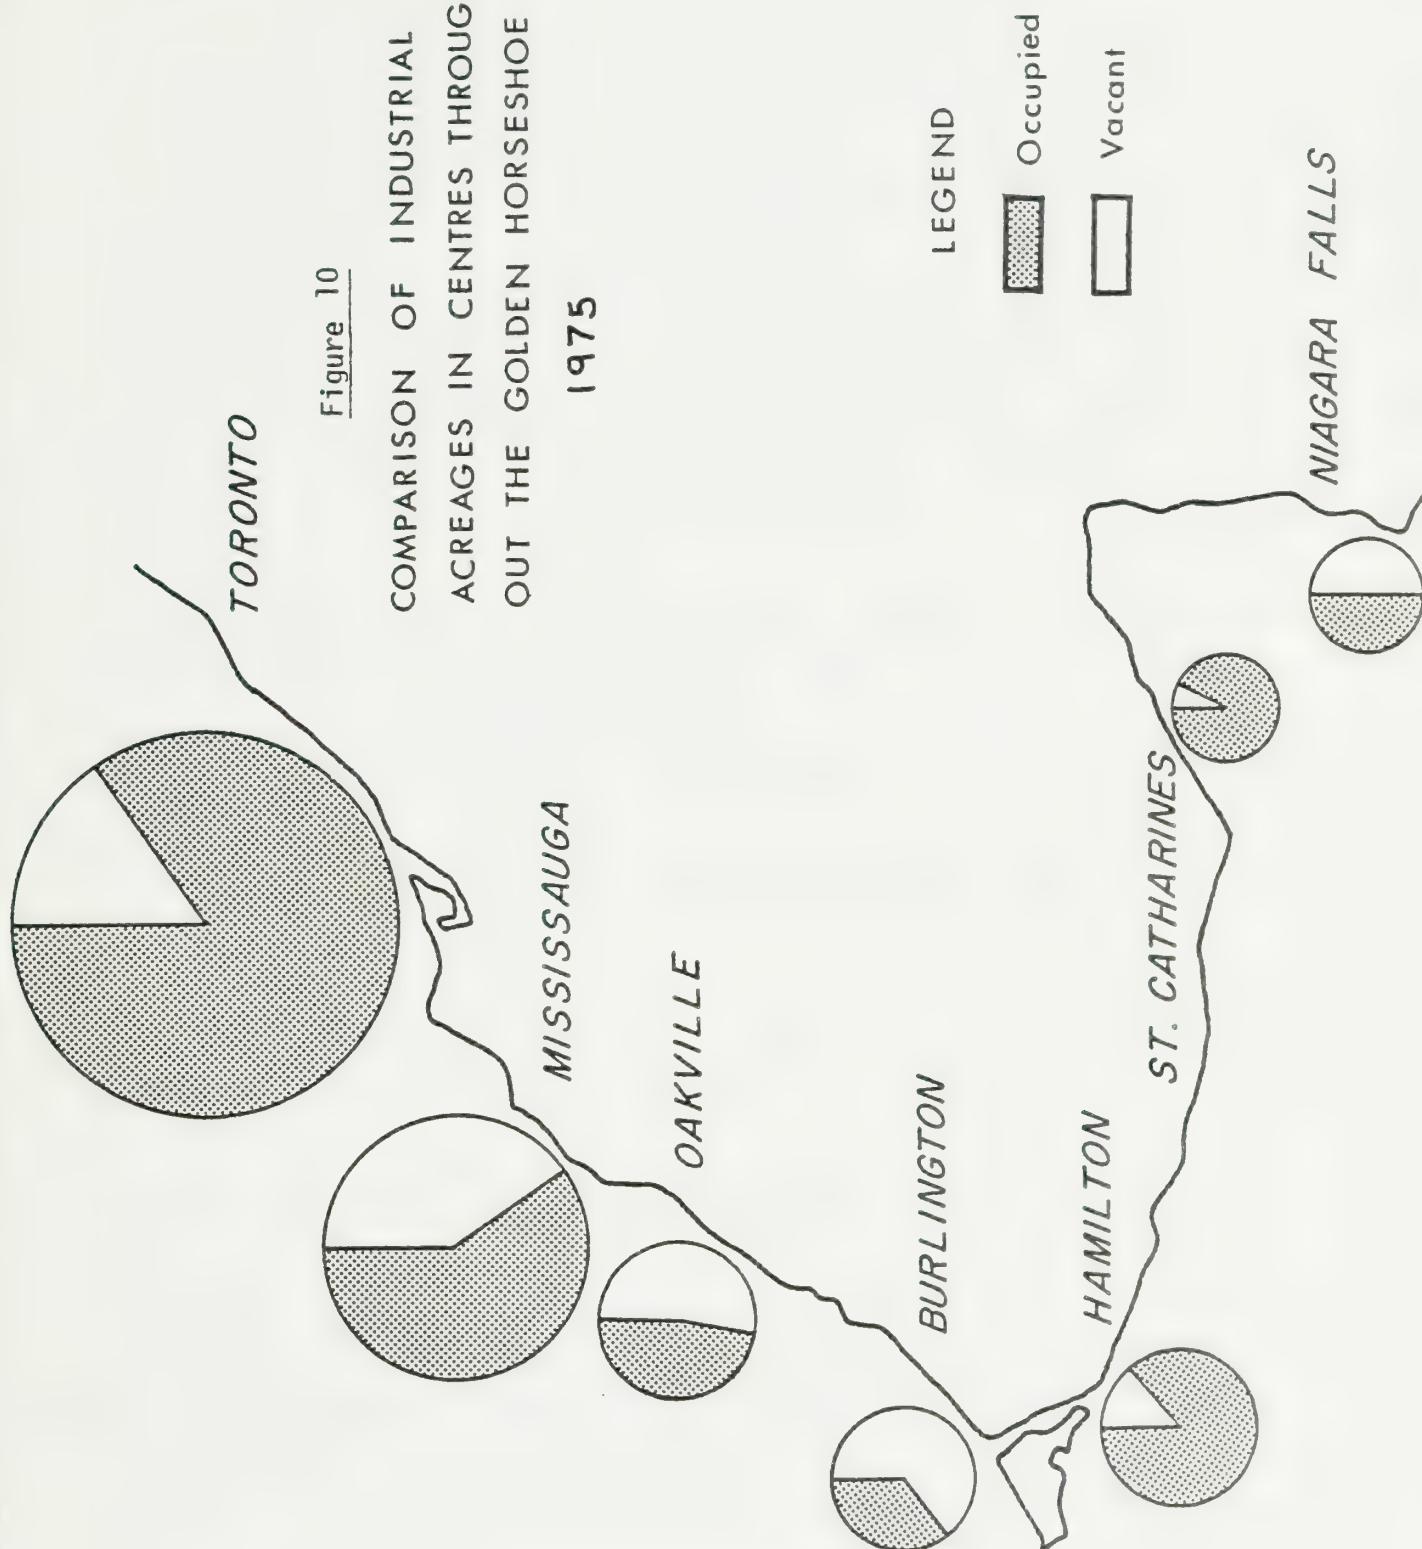 Figure 10
COMPARISON OF INDUSTRIAL
ACREAGES IN CENTRES THROUG
OUT THE GOLDEN HORSESHOE
1975
TORONTO
MISSISSAUGA
OAKVILLE
BURLINGTON
HAMILTON
ST. CATHARINES
NIAGARA FALLS
LEGEND
Occupied
Vacant